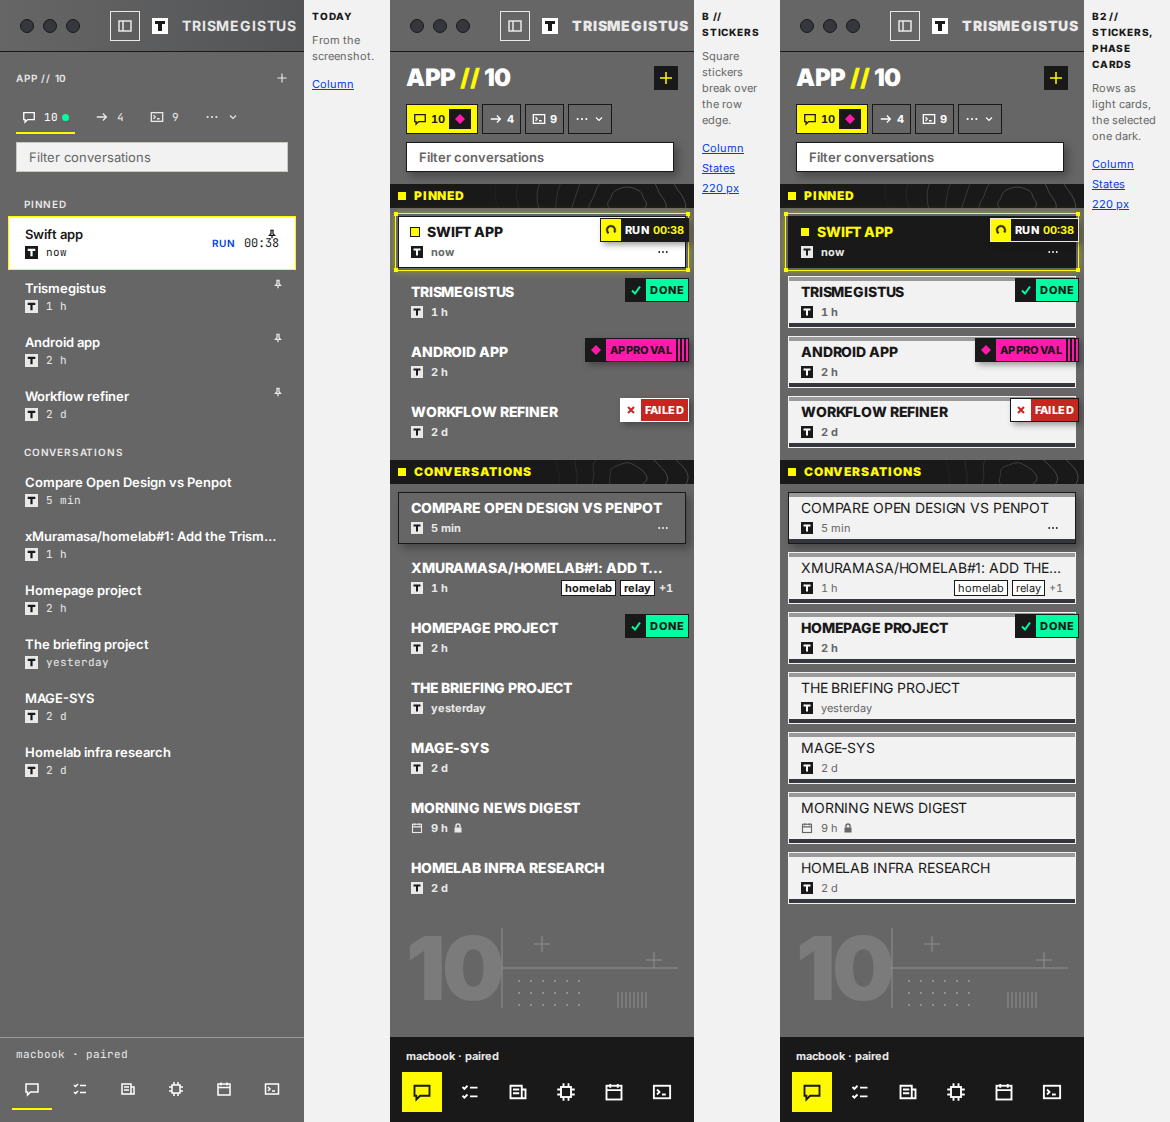 TRISMEGISTUS
APP // 10
10
4
9
Filter conversations
PINNED
Swift app
now
RUN 00:38
Trismegistus
1 h
Android app
2 h
Workflow refiner
2 d
CONVERSATIONS
Compare Open Design vs Penpot
5 min
xMuramasa/homelab#1: Add the Trism...
1 h
Homepage project
2 h
The briefing project
yesterday
MAGE-SYS
2 d
Homelab infra research
2 d
macbook · paired
TODAY
From the
screenshot.
Column
TRISMEGISTUS
APP // 10
10
4
9
Filter conversations
PINNED
SWIFT APP
RUN 00:38
now
TRISMEGISTUS
DONE
1 h
ANDROID APP
APPROVAL
2 h
WORKFLOW REFINER
FAILED
2 d
CONVERSATIONS
COMPARE OPEN DESIGN VS PENPOT
5 min
XMURAMASA/HOMELAB#1: ADD T...
1 h
homelab relay +1
HOMEPAGE PROJECT
DONE
2 h
THE BRIEFING PROJECT
yesterday
MAGE-SYS
2 d
MORNING NEWS DIGEST
9 h
HOMELAB INFRA RESEARCH
2 d
10
macbook · paired
B //
STICKERS
Square
stickers
break over
the row
edge.
Column
States
220 px
TRISMEGISTUS
APP // 10
10
4
9
Filter conversations
PINNED
SWIFT APP
RUN 00:38
now
TRISMEGISTUS
DONE
1 h
ANDROID APP
APPROVAL
2 h
WORKFLOW REFINER
FAILED
2 d
CONVERSATIONS
COMPARE OPEN DESIGN VS PENPOT
5 min
XMURAMASA/HOMELAB#1: ADD THE...
1 h
homelab relay +1
HOMEPAGE PROJECT
DONE
2 h
THE BRIEFING PROJECT
yesterday
MAGE-SYS
2 d
MORNING NEWS DIGEST
9 h
HOMELAB INFRA RESEARCH
2 d
10
macbook · paired
B2 //
STICKERS,
PHASE
CARDS
Rows as
light cards,
the selected
one dark.
Column
States
220 px